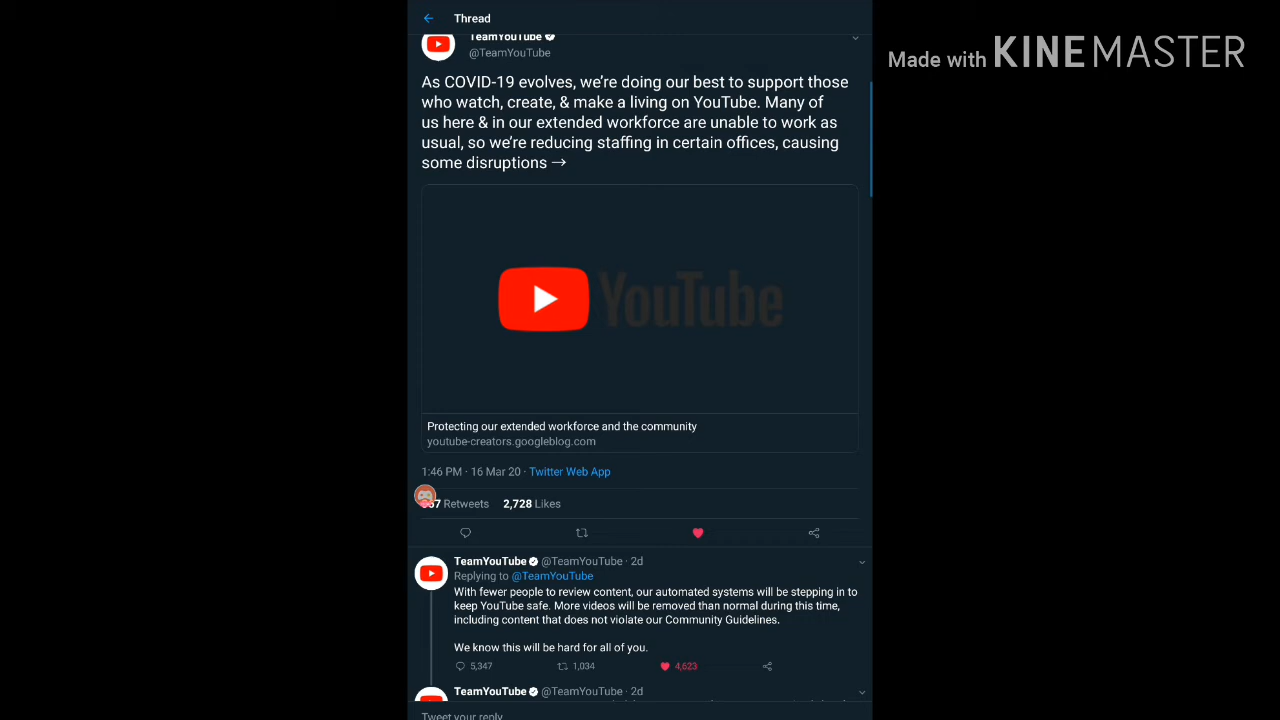 Thread
Made with KINEMASTER
TeamYouTube
@TeamYouTube
As COVID-19 evolves, we're doing our best to support those
who watch, create, & make a living on YouTube. Many of
us here & in our extended workforce are unable to work as
usual, so we're reducing staffing in certain offices, causing
some disruptions →
YouTube
Protecting our extended workforce and the community
youtube-creators.googleblog.com
1:46 PM · 16 Mar 20 · Twitter Web App
Retweets 2,728 Likes
TeamYouTube @TeamYouTube · 2d
Replying to @TeamYouTube
With fewer people to review content, our automated systems will be stepping in to
keep YouTube safe. More videos will be removed than normal during this time,
including content that does not violate our Community Guidelines.
We know this will be hard for all of you.
5,347 1,034 4,623
TeamYouTube @TeamYouTube · 2d
Tweet your reply